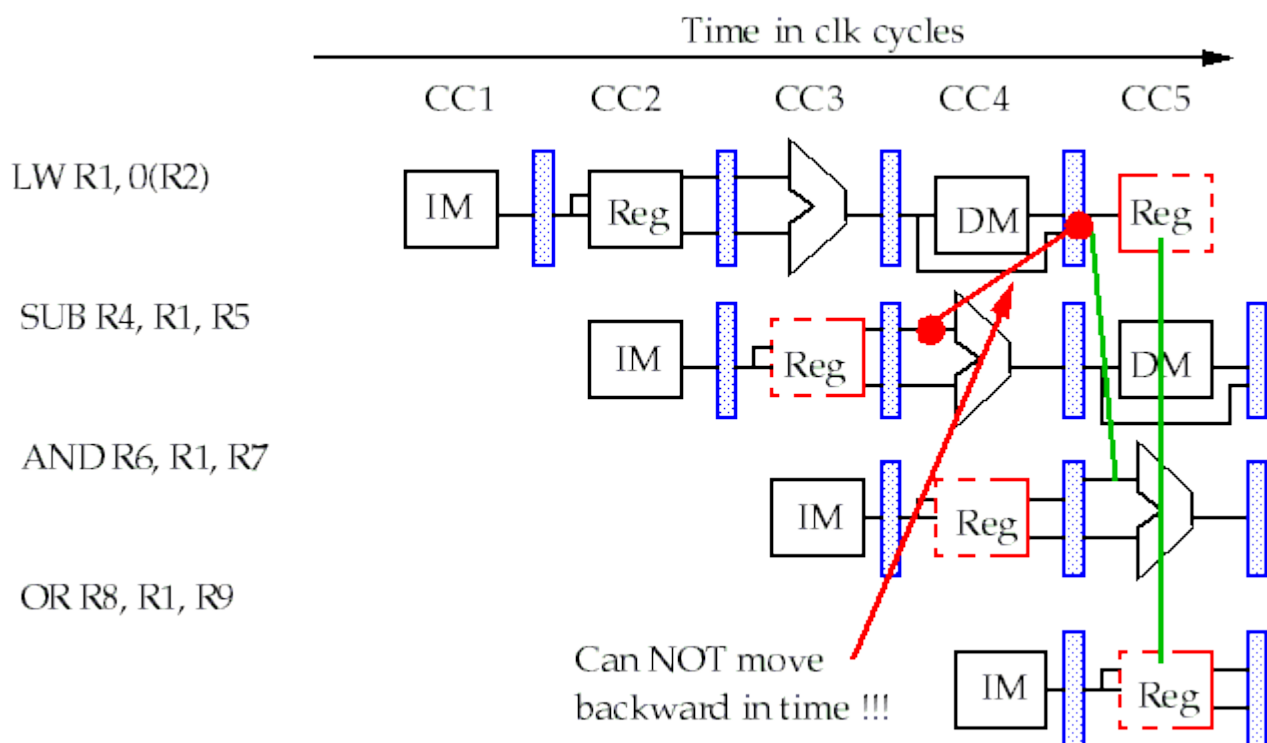 Time in clk cycles
CC1 CC2 CC3 CC4 CC5
LW R1, 0(R2)
IM Reg DM Reg
SUB R4, R1, R5
IM Reg DM
AND R6, R1, R7
IM Reg
OR R8, R1, R9
Can NOT move
backward in time !!!
IM Reg